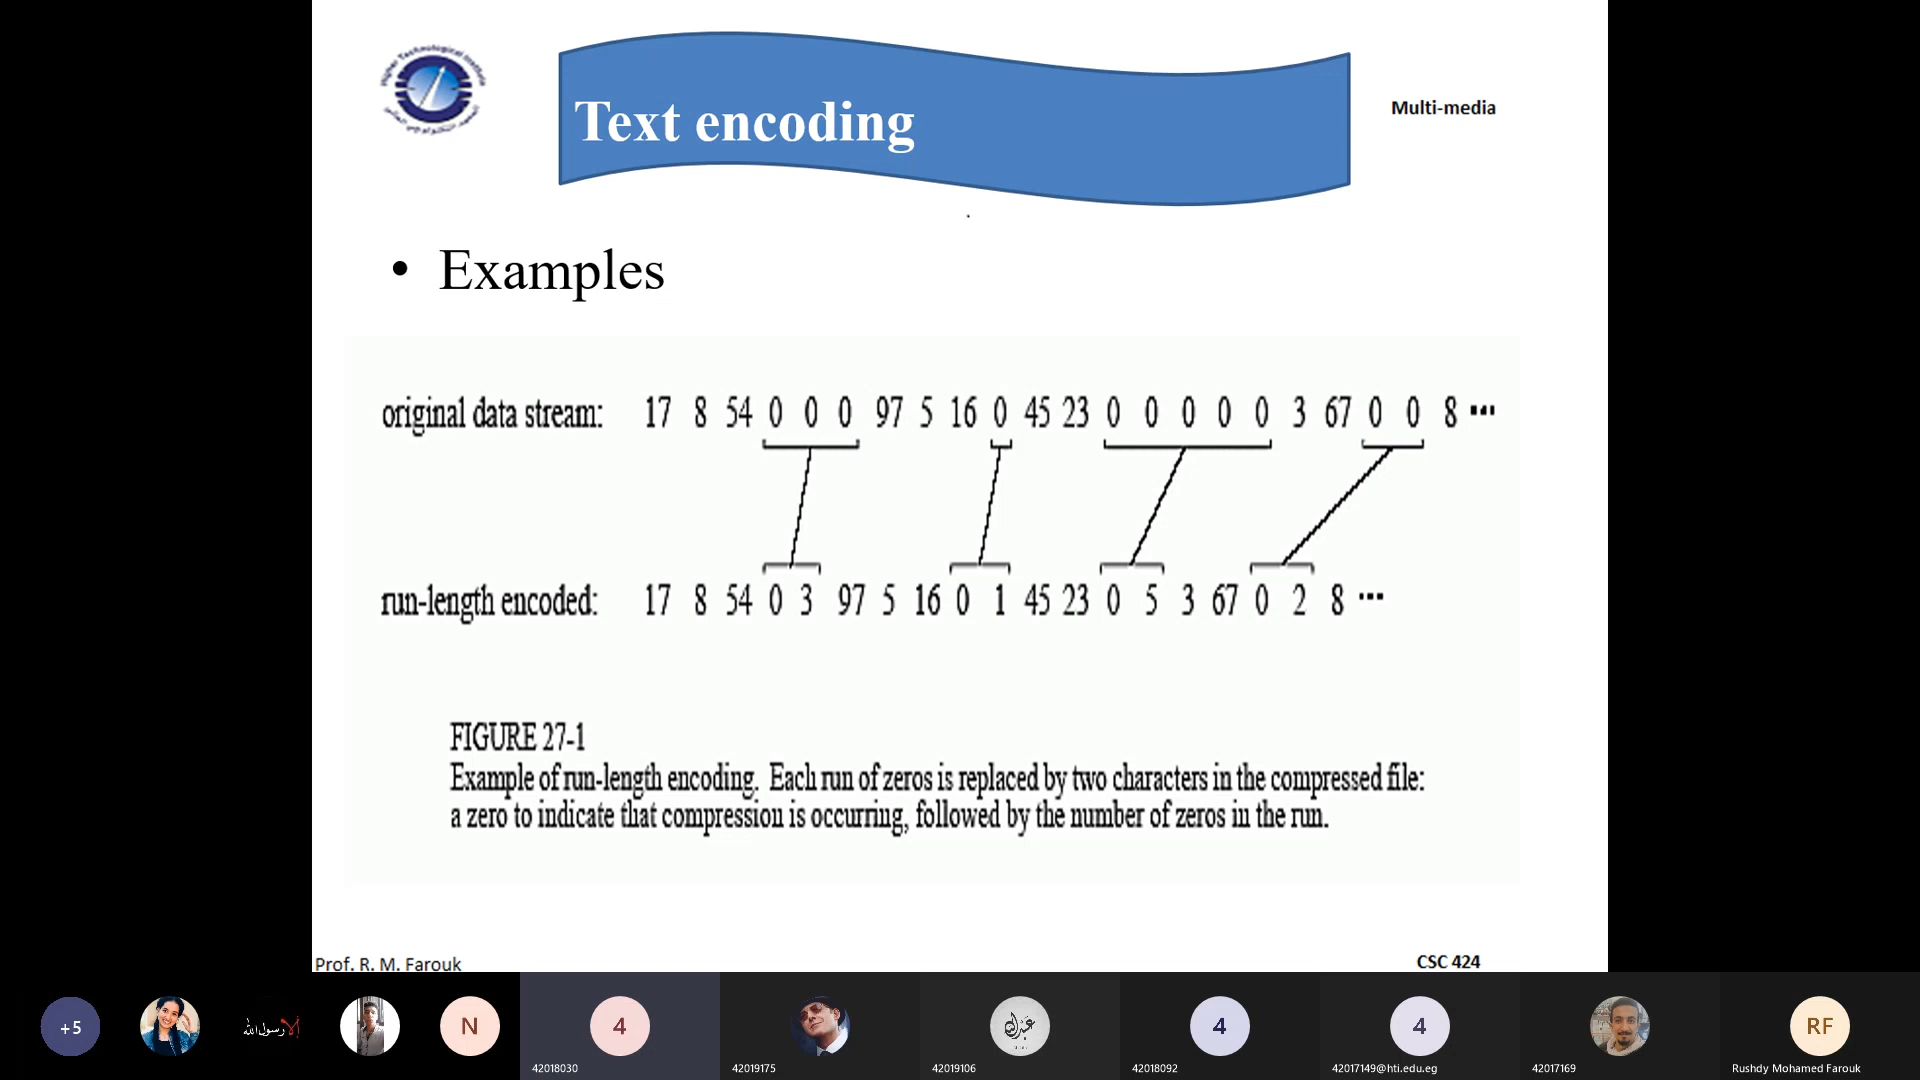 Higher Technological Institute
Text encoding
Multi-media
• Examples
original data stream: 17 8 54 0 0 0 97 5 16 0 45 23 0 0 0 0 0 3 67 0 0 8 ···
run-length encoded: 17 8 54 0 3 97 5 16 0 1 45 23 0 5 3 67 0 2 8 ···
FIGURE 27-1
Example of run-length encoding. Each run of zeros is replaced by two characters in the compressed file:
a zero to indicate that compression is occurring, followed by the number of zeros in the run.
Prof. R. M. Farouk
CSC 424
+5
N
4
4
4
RF
42018030
42019175
42019106
42018092
42017149@hti.edu.eg
42017169
Rushdy Mohamed Farouk